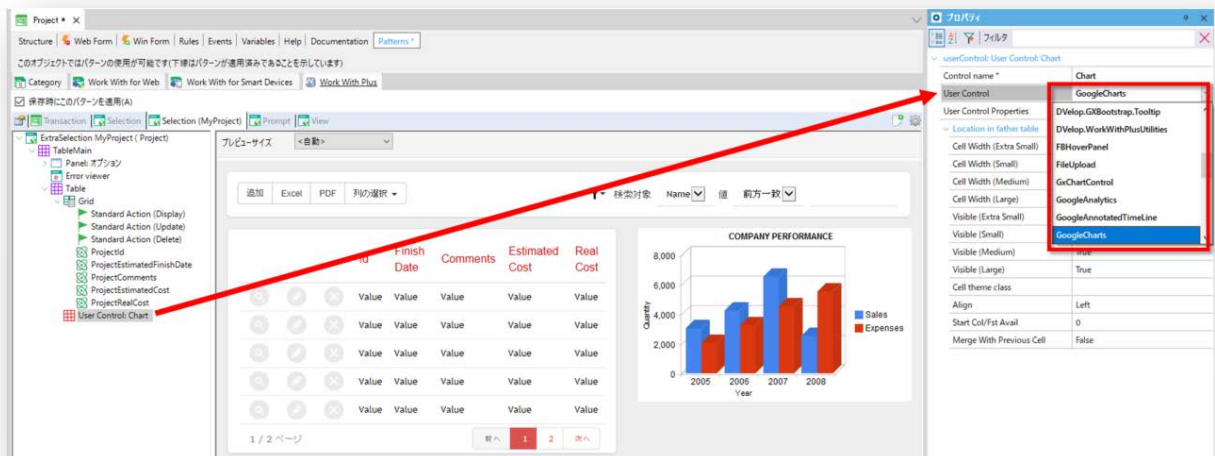 Project * ×
Structure Web Form Win Form Rules Events Variables Help Documentation Patterns *
このオブジェクトではパターンの使用が可能です(下線はパターンが適用済みであることを示しています)
Category Work With for Web Work With for Smart Devices Work With Plus
保存時にこのパターンを適用(A)
Transaction Selection Selection (MyProject) Prompt View
ExtraSelection MyProject ( Project)
TableMain
Panel: オプション
Error viewer
Table
Grid
Standard Action (Display)
Standard Action (Update)
Standard Action (Delete)
ProjectId
ProjectEstimatedFinishDate
ProjectComments
ProjectEstimatedCost
ProjectRealCost
User Control: Chart
プレビューサイズ <自動>
追加 Excel PDF 列の選択 検索対象 Name 値 前方一致
Id Finish Date Comments Estimated Cost Real Cost
Value Value Value Value Value
Value Value Value Value Value
Value Value Value Value Value
Value Value Value Value Value
Value Value Value Value Value
1 / 2 ページ 前へ 1 2 次へ
COMPANY PERFORMANCE
8,000
6,000
4,000
2,000
0
Quantity
2005 2006 2007 2008
Year
Sales
Expenses
プロパティ
フィルタ
userControl: User Control: Chart
Control name * Chart
User Control GoogleCharts
User Control Properties
Location in father table
Cell Width (Extra Small)
Cell Width (Small)
Cell Width (Medium)
Cell Width (Large)
Visible (Extra Small)
Visible (Small)
Visible (Medium) True
Visible (Large) True
Cell theme class
Align Left
Start Col/Fst Avail 0
Merge With Previous Cell False
DVelop.GXBootstrap.Tooltip
DVelop.WorkWithPlusUtilities
FBHoverPanel
FileUpload
GxChartControl
GoogleAnalytics
GoogleAnnotatedTimeLine
GoogleCharts